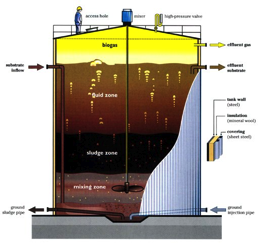 access hole
mixer
high-pressure valve
biogas
effluent gas
substrate
inflow
effluent
substrate
fluid zone
tank wall
(steel)
insulation
(mineral wool)
covering
(sheet steel)
sludge zone
mixing zone
ground
sludge pipe
ground
injection pipe